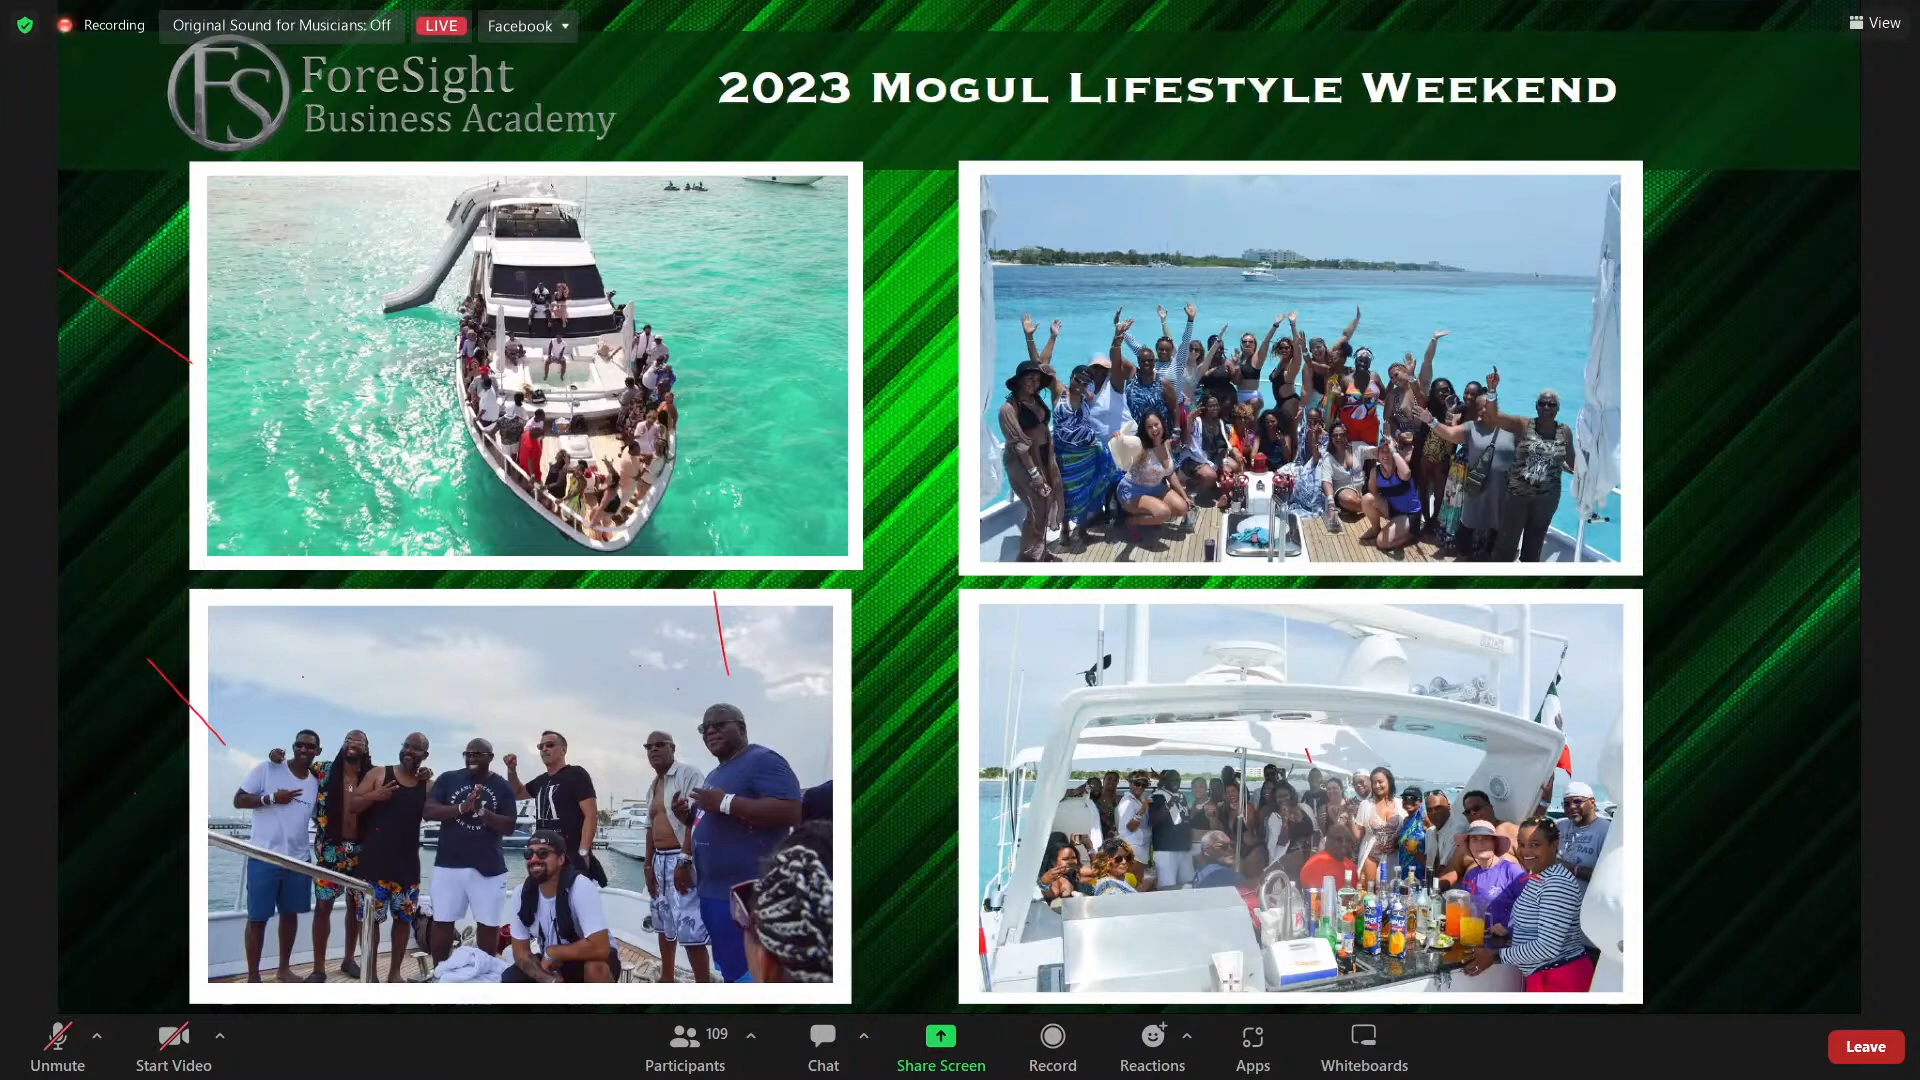 Recording
Original Sound for Musicians: Off
LIVE
Facebook
View
FS
ForeSight
Business Academy
2023 MOGUL LIFESTYLE WEEKEND
Unmute
Start Video
Participants
109
Chat
Share Screen
Record
Reactions
Apps
Whiteboards
Leave